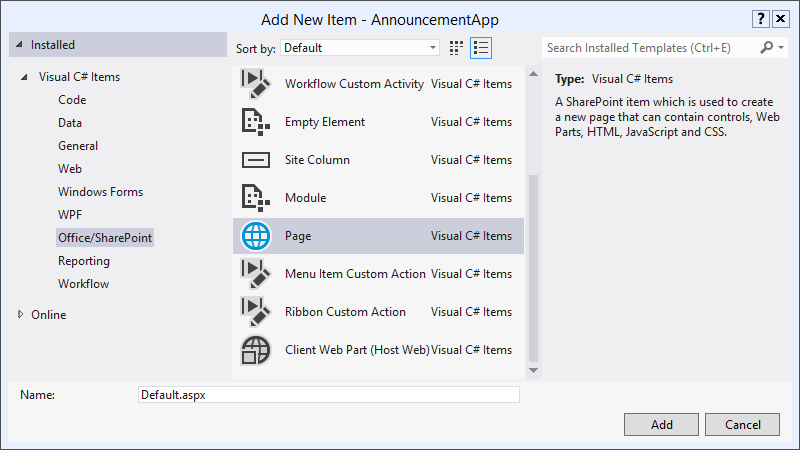 Add New Item - AnnouncementApp
Installed
Sort by: Default
Search Installed Templates (Ctrl+E)
Visual C# Items
Code
Data
General
Web
Windows Forms
WPF
Office/SharePoint
Reporting
Workflow
Online
Workflow Custom Activity Visual C# Items
Empty Element Visual C# Items
Site Column Visual C# Items
Module Visual C# Items
Page Visual C# Items
Menu Item Custom Action Visual C# Items
Ribbon Custom Action Visual C# Items
Client Web Part (Host Web) Visual C# Items
Type: Visual C# Items
A SharePoint item which is used to create
a new page that can contain controls, Web
Parts, HTML, JavaScript and CSS.
Name: Default.aspx
Add Cancel